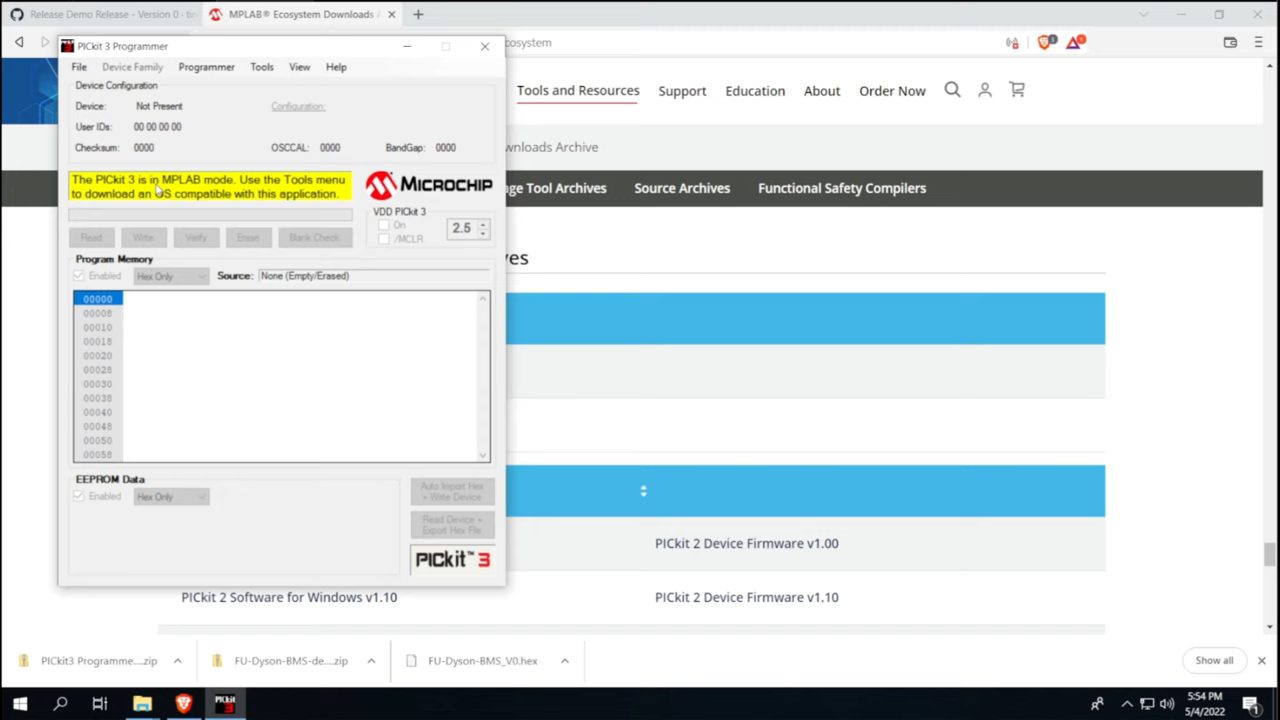 Release Demo Release - Version 0 - ti
MPLAB® Ecosystem Downloads
cosystem
3
1
PICkit 3 Programmer
File Device Family Programmer Tools View Help
Tools and Resources Support Education About Order Now
Device Configuration
Device: Not Present Configuration:
User IDs: 00 00 00 00
Checksum: 0000 OSCCAL: 0000 BandGap: 0000
wnloads Archive
The PICkit 3 is in MPLAB mode. Use the Tools menu
to download an OS compatible with this application.
MICROCHIP
ge Tool Archives Source Archives Functional Safety Compilers
VDD PICkit 3
On
/MCLR
2.5
Read Write Verify Erase Blank Check
Program Memory
Enabled Hex Only Source: None (Empty/Erased)
ves
00000
00008
00010
00018
00020
00028
00030
00038
00040
00048
00050
00058
EEPROM Data
Enabled Hex Only
Auto Import Hex
+ Write Device
Read Device +
Export Hex File
PICkit™ 3
PICkit 2 Device Firmware v1.00
PICkit 2 Software for Windows v1.10 PICkit 2 Device Firmware v1.10
PICkit3 Programme....zip FU-Dyson-BMS-de....zip FU-Dyson-BMS_V0.hex Show all
PICkit 3
5:54 PM
5/4/2022
1